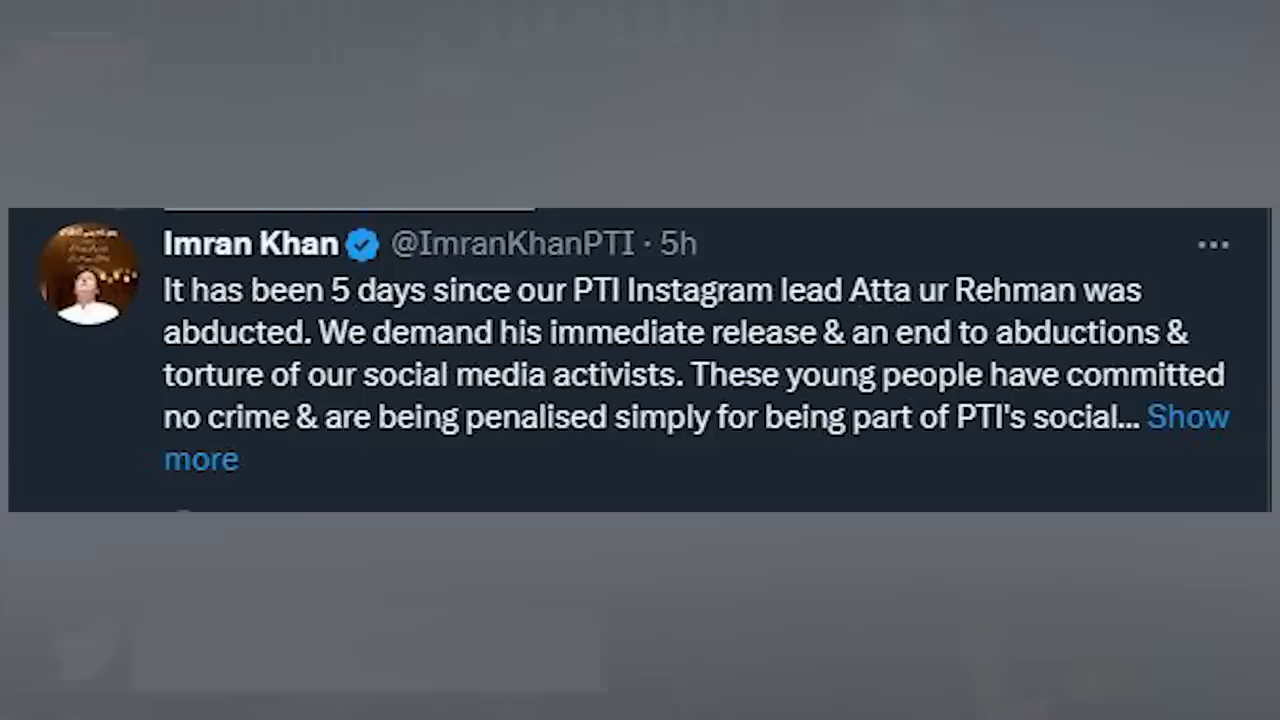 Imran Khan @ImranKhanPTI · 5h
It has been 5 days since our PTI Instagram lead Atta ur Rehman was
abducted. We demand his immediate release & an end to abductions &
torture of our social media activists. These young people have committed
no crime & are being penalised simply for being part of PTI's social... Show
more